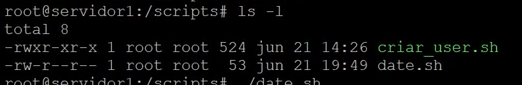 root@servidor1:/scripts# ls -l
total 8
-rwxr-xr-x 1 root root 524 jun 21 14:26 criar_user.sh
-rw-r--r-- 1 root root  53 jun 21 19:49 date.sh
root@servidor1:/scripts# ./date.sh